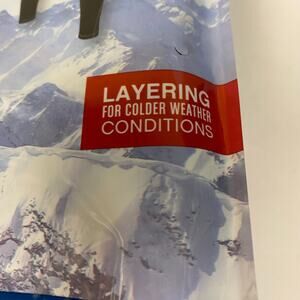 LAYERING
FOR COLDER WEATHER
CONDITIONS